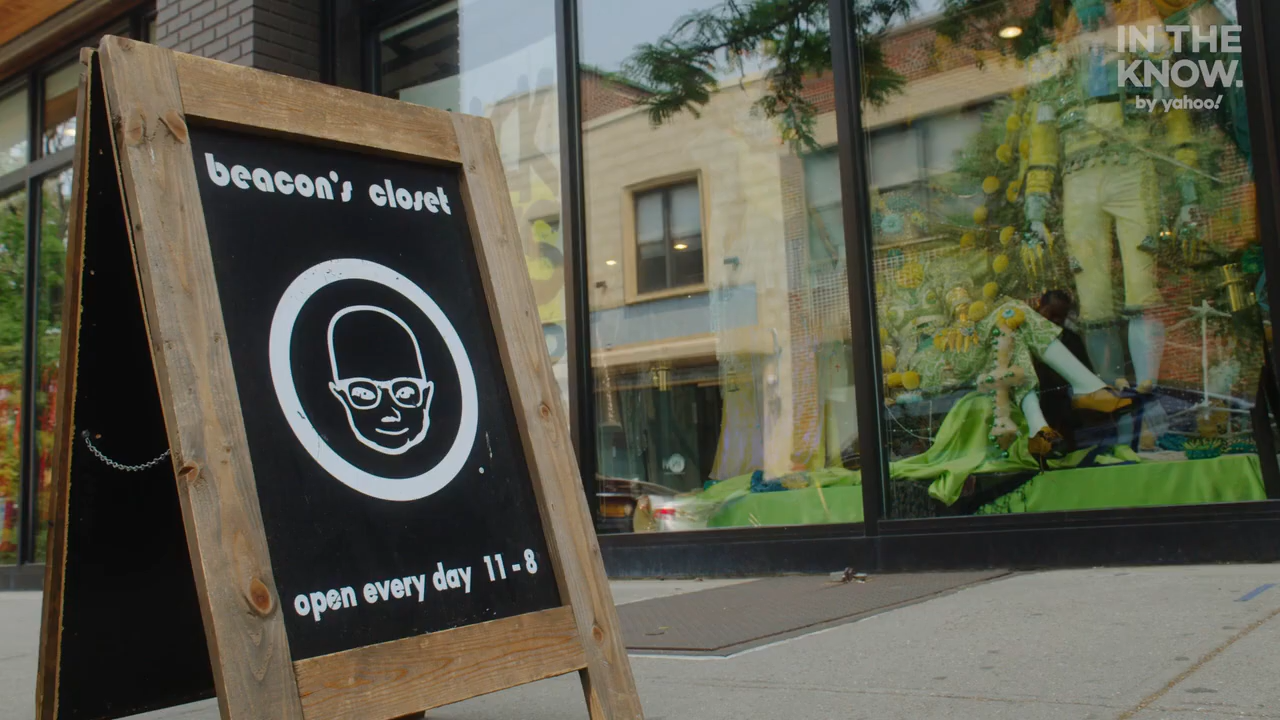 IN THE
KNOW.
by yahoo!
beacon's closet
open every day 11-8